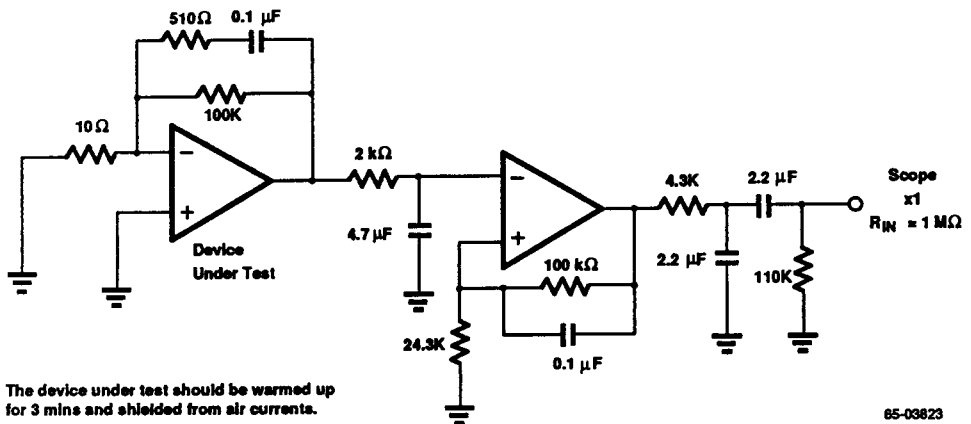 510Ω 0.1 μF
100K
10Ω
−
+
Device
Under Test
2 kΩ
4.7 μF
−
+
100 kΩ
24.3K
0.1 μF
4.3K
2.2 μF
2.2 μF
110K
Scope
x1
RIN = 1 MΩ
The device under test should be warmed up
for 3 mins and shielded from air currents.
65-03823